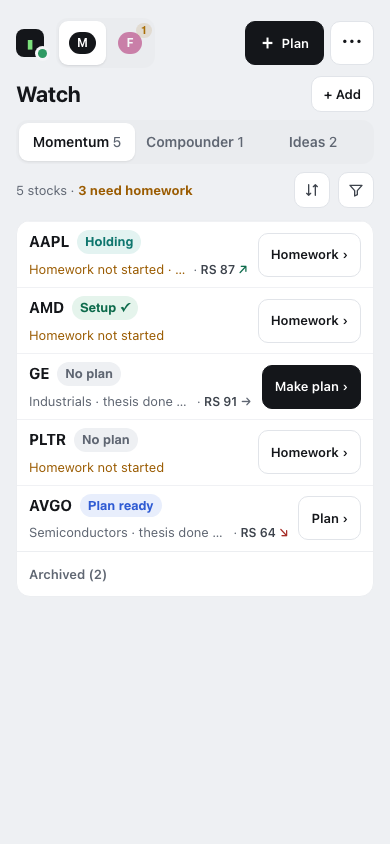 M F 1 + Plan ···
Watch + Add
Momentum 5 Compounder 1 Ideas 2
5 stocks · 3 need homework
AAPL Holding
Homework not started · ... · RS 87 ↗ Homework ›
AMD Setup ✓
Homework not started Homework ›
GE No plan
Industrials · thesis done ... · RS 91 → Make plan ›
PLTR No plan
Homework not started Homework ›
AVGO Plan ready
Semiconductors · thesis done ... · RS 64 ↘ Plan ›
Archived (2)